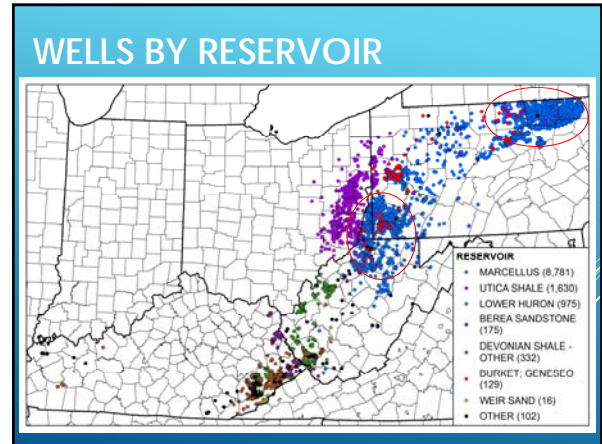 WELLS BY RESERVOIR
RESERVOIR
MARCELLUS (8,781)
UTICA SHALE (1,630)
LOWER HURON (975)
BEREA SANDSTONE
(175)
DEVONIAN SHALE -
OTHER (332)
BURKET; GENESEO
(129)
WEIR SAND (16)
OTHER (102)